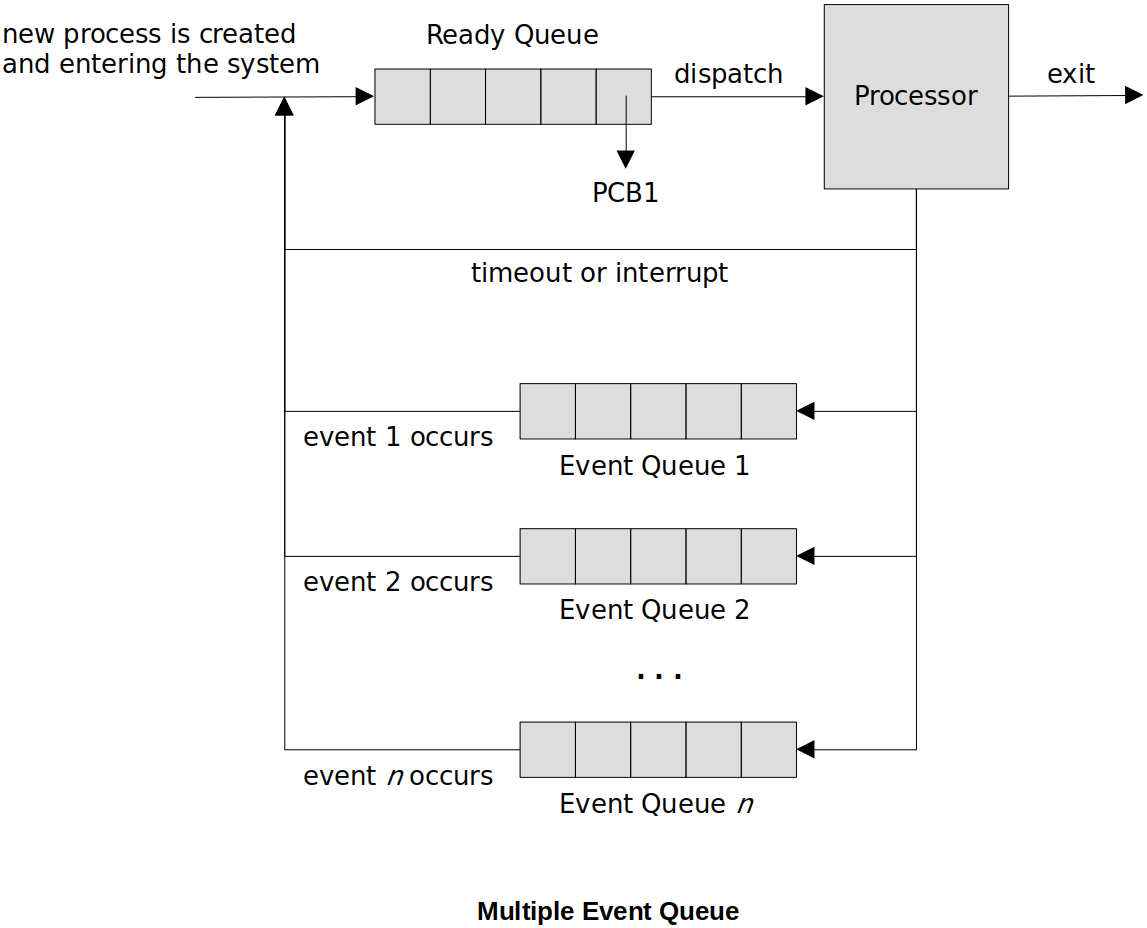 new process is created
and entering the system
Ready Queue
dispatch
Processor
exit
PCB1
timeout or interrupt
event 1 occurs
Event Queue 1
event 2 occurs
Event Queue 2
...
event n occurs
Event Queue n
Multiple Event Queue